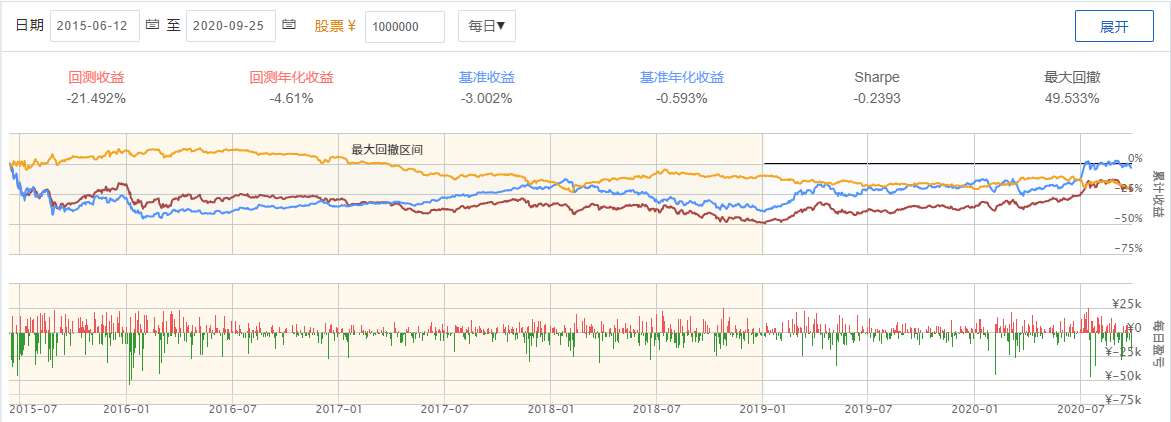 日期 2015-06-12 至 2020-09-25 股票￥ 1000000 每日▼ 展开
回测收益 回测年化收益 基准收益 基准年化收益 Sharpe 最大回撤
-21.492% -4.61% -3.002% -0.593% -0.2393 49.533%
最大回撤区间
0%
-25%
-50%
-75%
累计收益
¥25k
¥0
¥-25k
¥-50k
¥-75k
每日盈亏
2015-07 2016-01 2016-07 2017-01 2017-07 2018-01 2018-07 2019-01 2019-07 2020-01 2020-07